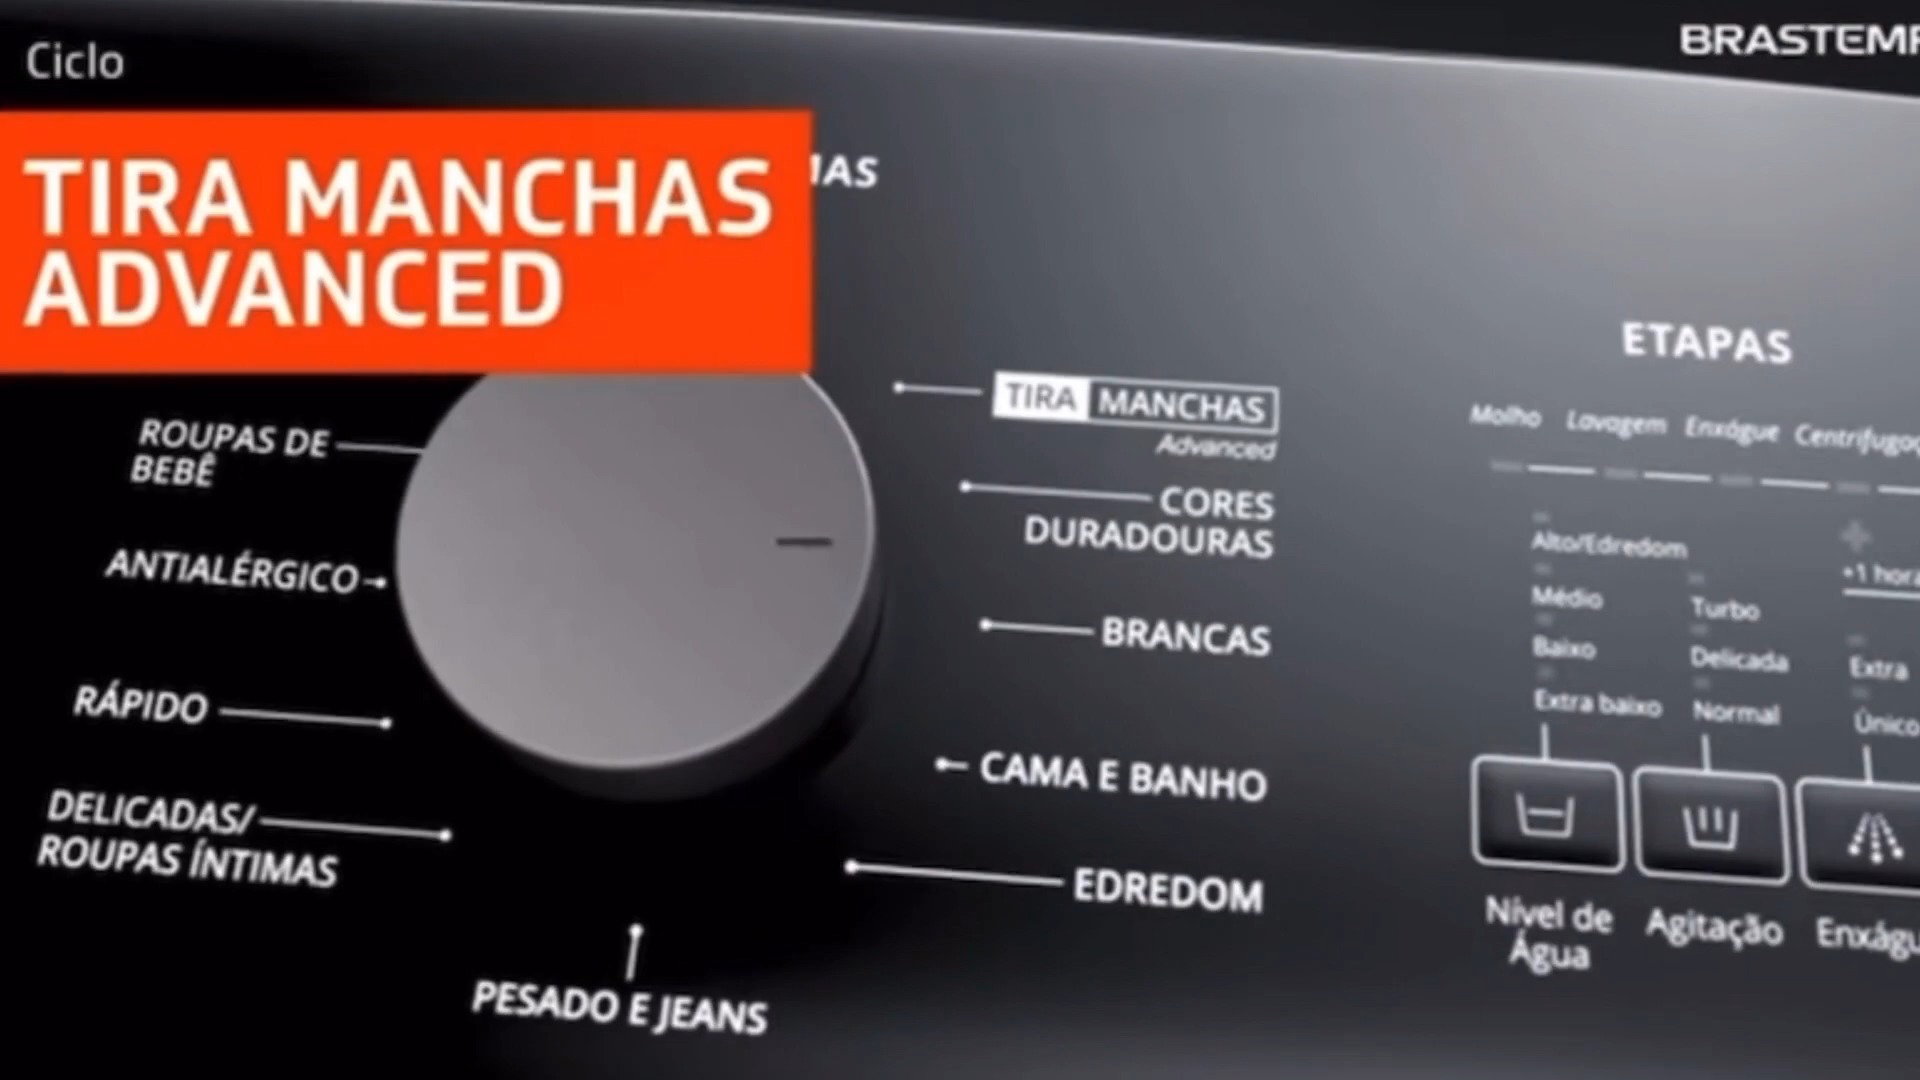 Ciclo
BRASTEMP
TIRA MANCHAS
ADVANCED
ROUPAS DE
BEBÊ
ANTIALÉRGICO
RÁPIDO
DELICADAS/
ROUPAS ÍNTIMAS
PESADO E JEANS
TIRA MANCHAS
Advanced
CORES
DURADOURAS
BRANCAS
CAMA E BANHO
EDREDOM
ETAPAS
Molho Lavagem Enxágue
Alto/Edredom
Médio
Baixo
Extra baixo
Turbo
Delicada
Normal
+1 hora
Extra
Único
Nível de
Água
Agitação